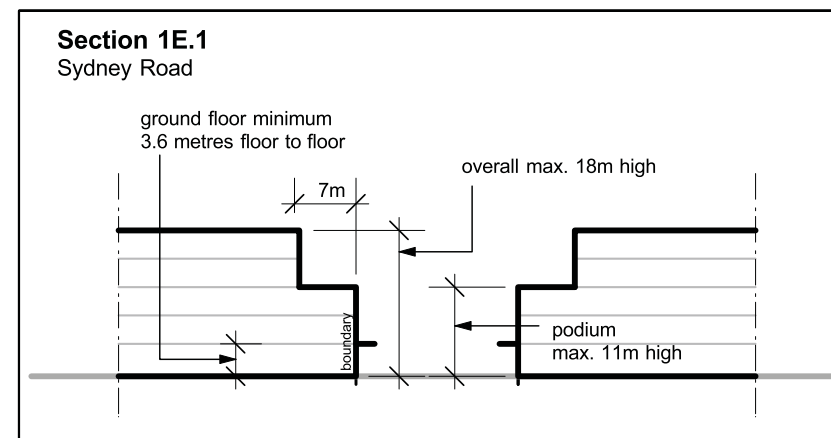 Section 1E.1
Sydney Road
ground floor minimum
3.6 metres floor to floor
overall max. 18m high
7m
boundary
podium
max. 11m high